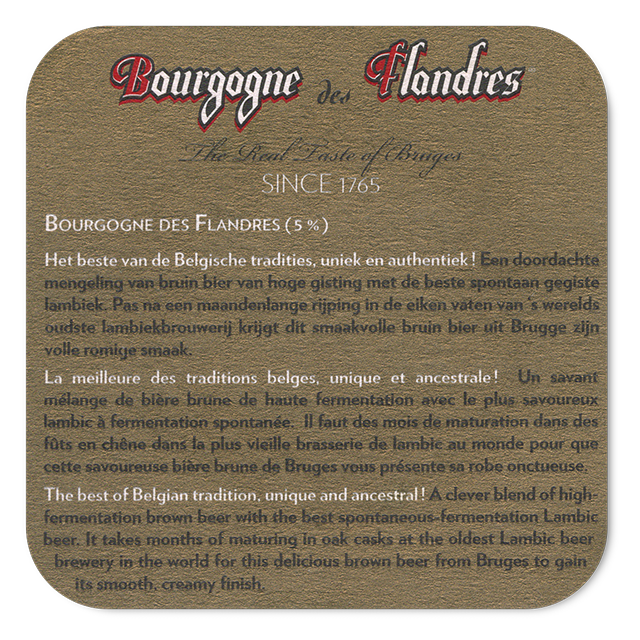 Bourgogne des Flandres
The Real Taste of Bruges
SINCE 1765
BOURGOGNE DES FLANDRES (5 %)
Het beste van de Belgische tradities, uniek en authentiek! Een doordachte
mengeling van bruin bier van hoge gisting met de beste spontaan gegiste
lambiek. Pas na een maandenlange rijping in de eiken vaten van 's werelds
oudste lambiekbrouwerij krijgt dit smaakvolle bruin bier uit Brugge zijn
volle romige smaak.
La meilleure des traditions belges, unique et ancestrale! Un savant
mélange de bière brune de haute fermentation avec le plus savoureux
lambic à fermentation spontanée. Il faut des mois de maturation dans des
fûts en chêne dans la plus vieille brasserie de lambic au monde pour que
cette savoureuse bière brune de Bruges vous présente sa robe onctueuse.
The best of Belgian tradition, unique and ancestral! A clever blend of high-
fermentation brown beer with the best spontaneous-fermentation Lambic
beer. It takes months of maturing in oak casks at the oldest Lambic beer
brewery in the world for this delicious brown beer from Bruges to gain
its smooth, creamy finish.